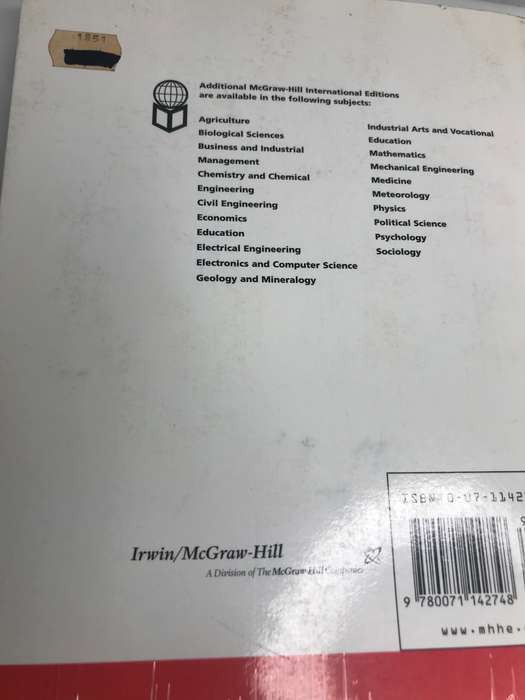 1851
Additional McGraw-Hill International Editions
are available in the following subjects:
Agriculture
Biological Sciences
Business and Industrial
Management
Chemistry and Chemical
Engineering
Civil Engineering
Economics
Education
Electrical Engineering
Electronics and Computer Science
Geology and Mineralogy
Industrial Arts and Vocational
Education
Mathematics
Mechanical Engineering
Medicine
Meteorology
Physics
Political Science
Psychology
Sociology
Irwin/McGraw-Hill
A Division of The McGraw-Hill Companies
ISBN 0-07-1142
9 780071 142748
www.mhhe.